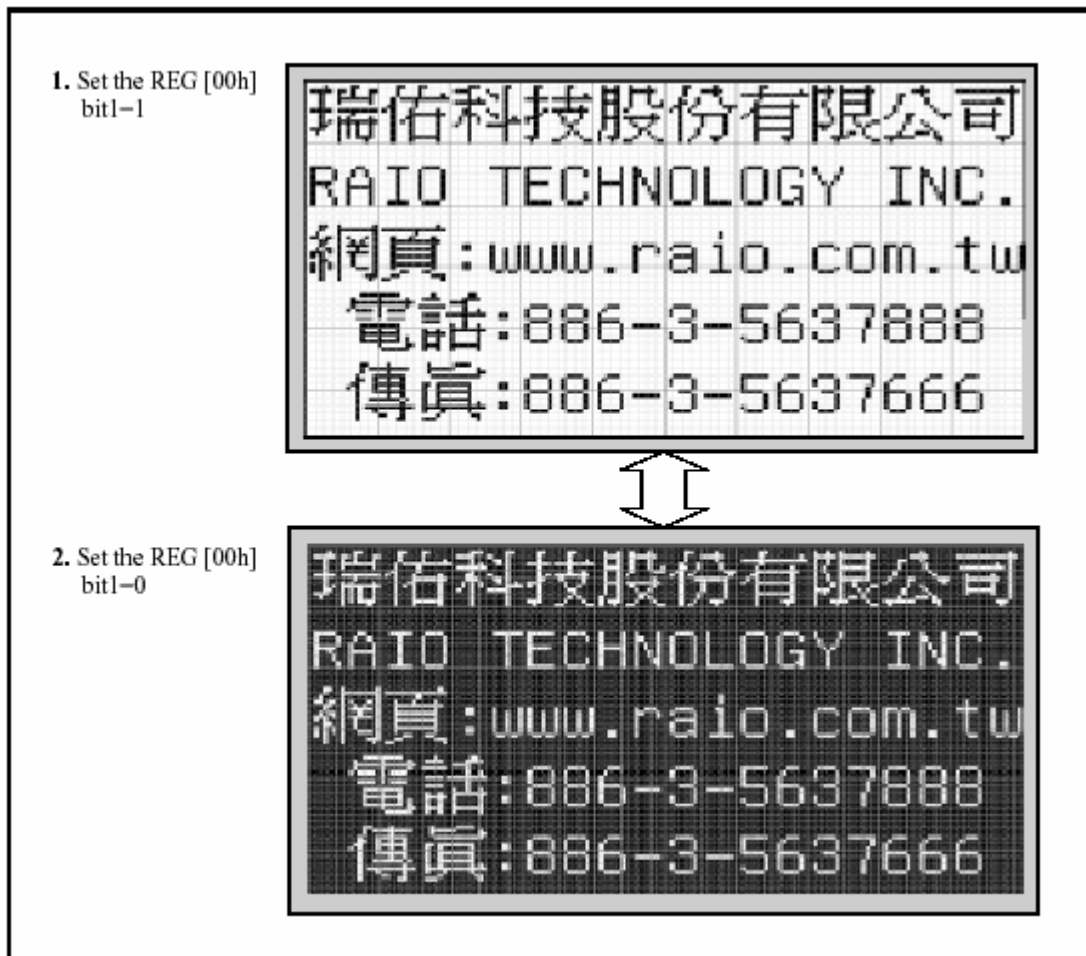 1. Set the REG [00h]
bit1-1
瑞佑科技股份有限公司
RAIO TECHNOLOGY INC.
網頁:www.raio.com.tw
電話:886-3-5637888
傳真:886-3-5637666
2. Set the REG [00h]
bit1-0
瑞佑科技股份有限公司
RAIO TECHNOLOGY INC.
網頁:www.raio.com.tw
電話:886-3-5637888
傳真:886-3-5637666